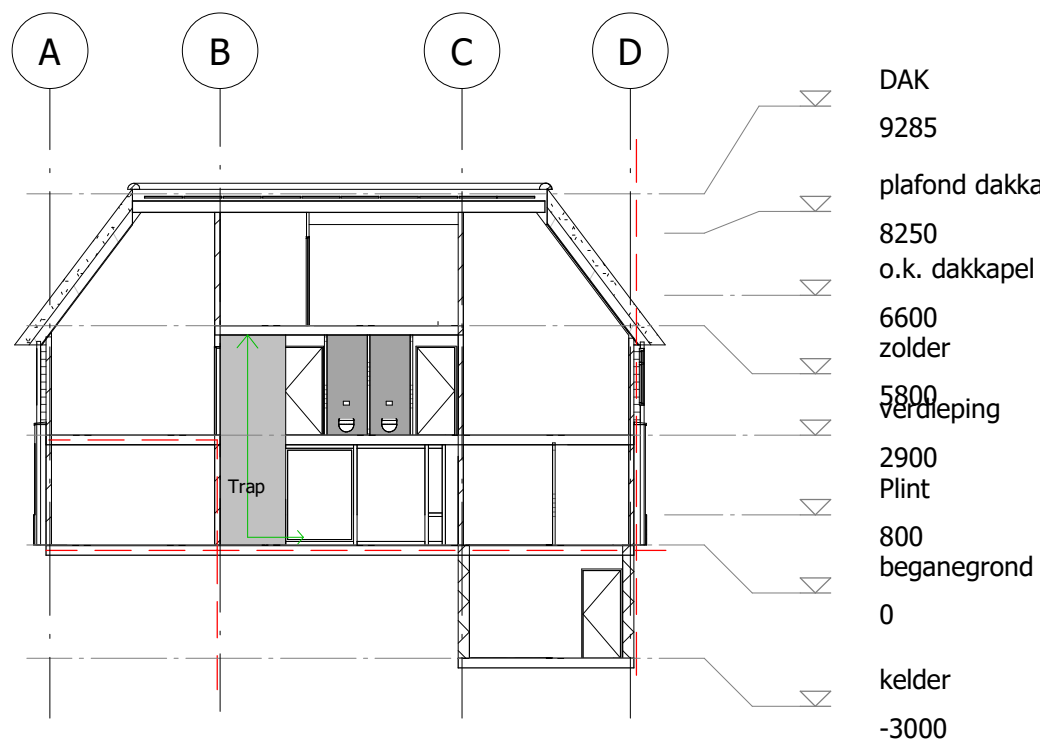 A B C D
DAK
9285
plafond dakka
8250
o.k. dakkapel
6600
zolder
5800
verdieping
2900
Plint
800
beganegrond
0
kelder
-3000
Trap